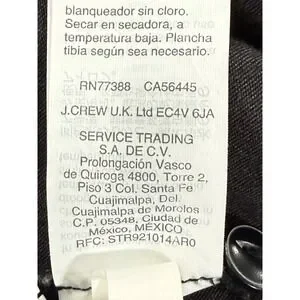 blanqueador sin cloro.
Secar en secadora, a
temperatura baja. Plancha
tibia según sea necesario.
RN77388 CA56445
J.CREW U.K. Ltd EC4V 6JA
SERVICE TRADING
S.A. DE C.V.
Prolongación Vasco
de Quiroga 4800, Torre 2,
Piso 3 Col. Santa Fe
Cuajimalpa, Del.
Cuajimalpa de Morelos
C.P. 05348, Ciudad de
México, MÉXICO
RFC: STR921014AR0